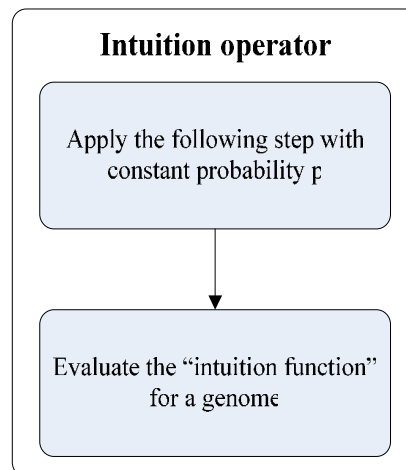 Intuition operator
Apply the following step with
constant probability p
Evaluate the “intuition function”
for a genome